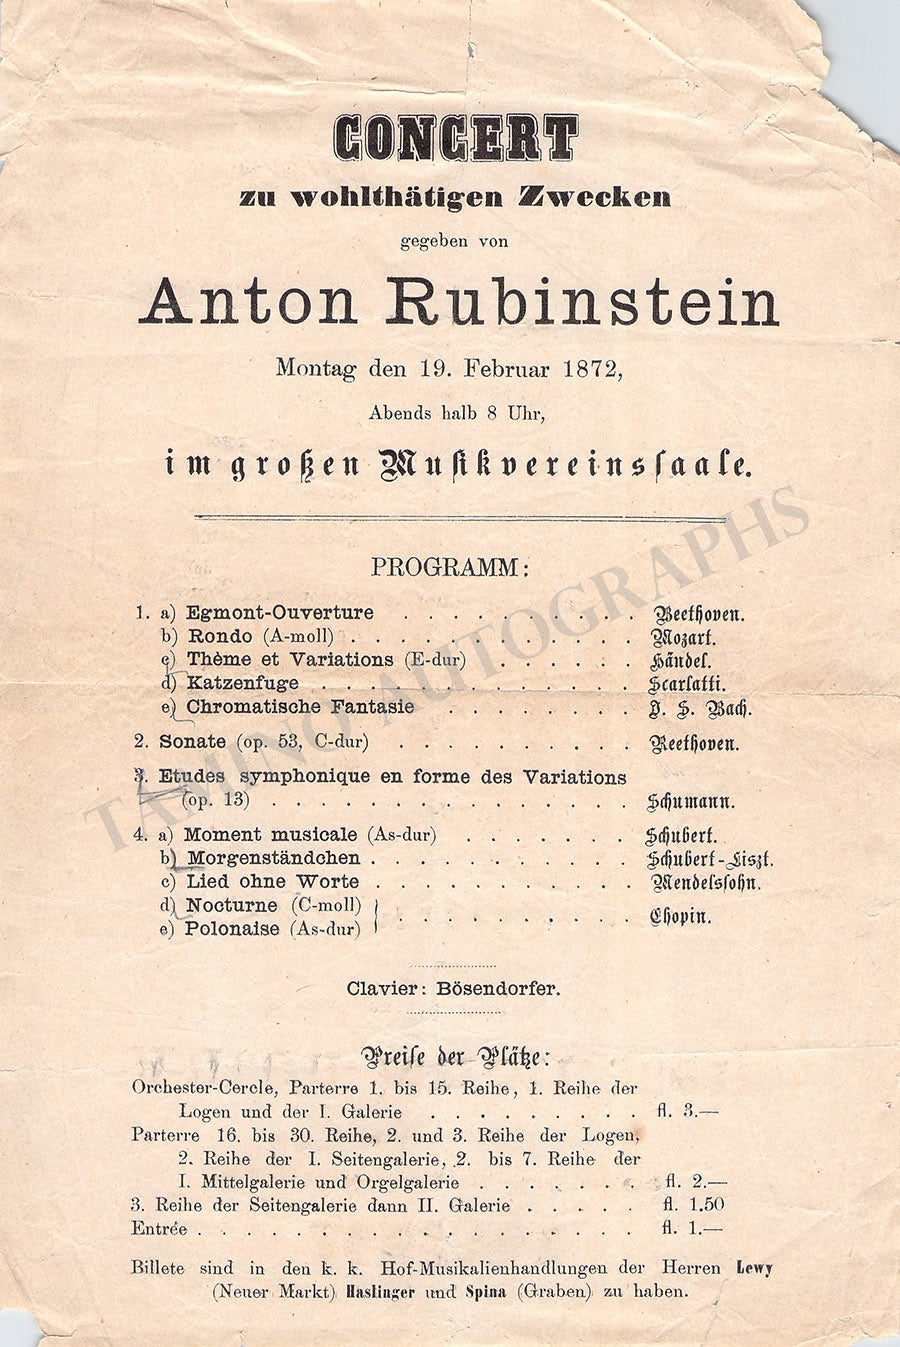 CONCERT
zu wohlthätigen Zwecken
gegeben von
Anton Rubinstein
Montag den 19. Februar 1872,
Abends halb 8 Uhr,
im großen Musikvereinssaale.
PROGRAMM:
1. a) Egmont-Ouverture . . . . . . . . . . Beethoven.
b) Rondo (A-moll) . . . . . . . . . . . . Mozart.
c) Thème et Variations (E-dur) . . . . . . Händel.
d) Katzenfuge . . . . . . . . . . . . . Scarlatti.
e) Chromatische Fantasie . . . . . . . . J. S. Bach.
2. Sonate (op. 53, C-dur) . . . . . . . . . . Beethoven.
3. Etudes symphonique en forme des Variations
(op. 13) . . . . . . . . . . . . . . . Schumann.
4. a) Moment musicale (As-dur) . . . . . . . Schubert.
b) Morgenständchen . . . . . . . . . . . Schubert-Liszt.
c) Lied ohne Worte . . . . . . . . . . . Mendelssohn.
d) Nocturne (C-moll)
e) Polonaise (As-dur) . . . . . . . . . . Chopin.
Clavier: Bösendorfer.
Preise der Plätze:
Orchester-Cercle, Parterre 1. bis 15. Reihe, 1. Reihe der
Logen und der I. Galerie . . . . . . . . . fl. 3.—
Parterre 16. bis 30. Reihe, 2. und 3. Reihe der Logen,
2. Reihe der I. Seitengalerie, 2. bis 7. Reihe der
I. Mittelgalerie und Orgelgalerie . . . . . . . fl. 2.—
3. Reihe der Seitengalerie dann II. Galerie . . . . . fl. 1.50
Entrée . . . . . . . . . . . . . . . . . . fl. 1.—
Billete sind in den k. k. Hof-Musikalienhandlungen der Herren Lewy
(Neuer Markt) Haslinger und Spina (Graben) zu haben.
TAMINO AUTOGRAPHS